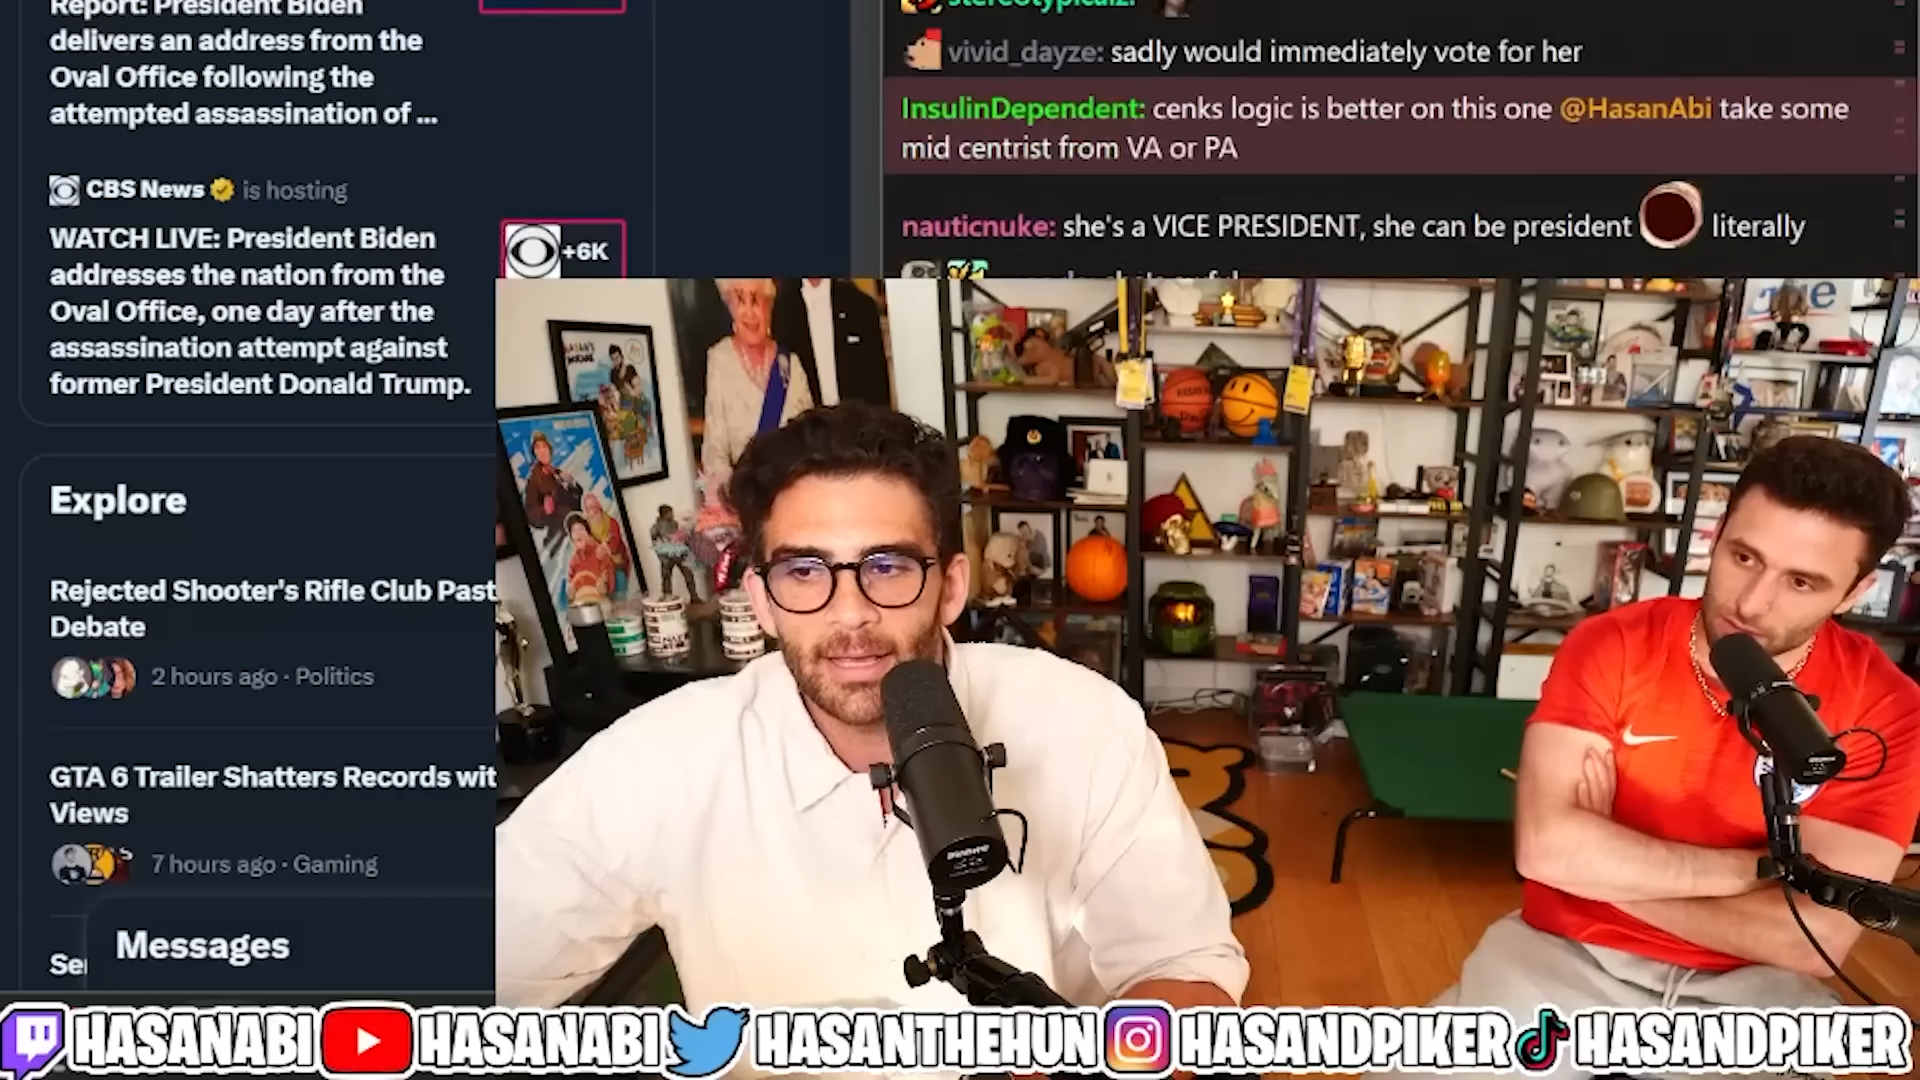 Report: President Biden
delivers an address from the
Oval Office following the
attempted assassination of ...
CBS News is hosting
WATCH LIVE: President Biden
addresses the nation from the
Oval Office, one day after the
assassination attempt against
former President Donald Trump.
+6K
Explore
Rejected Shooter's Rifle Club Past
Debate
2 hours ago · Politics
GTA 6 Trailer Shatters Records wit
Views
7 hours ago · Gaming
Messages
vivid_dayze: sadly would immediately vote for her
InsulinDependent: cenks logic is better on this one @HasanAbi take some
mid centrist from VA or PA
nauticnuke: she's a VICE PRESIDENT, she can be president literally
HASANABI HASANABI HASANTHEHUN HASANDPIKER HASANDPIKER